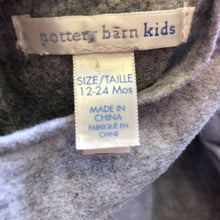 pottery barn kids
SIZE/TAILLE
12-24 Mos
MADE IN
CHINA
FABRIQUÉ EN
CHINE